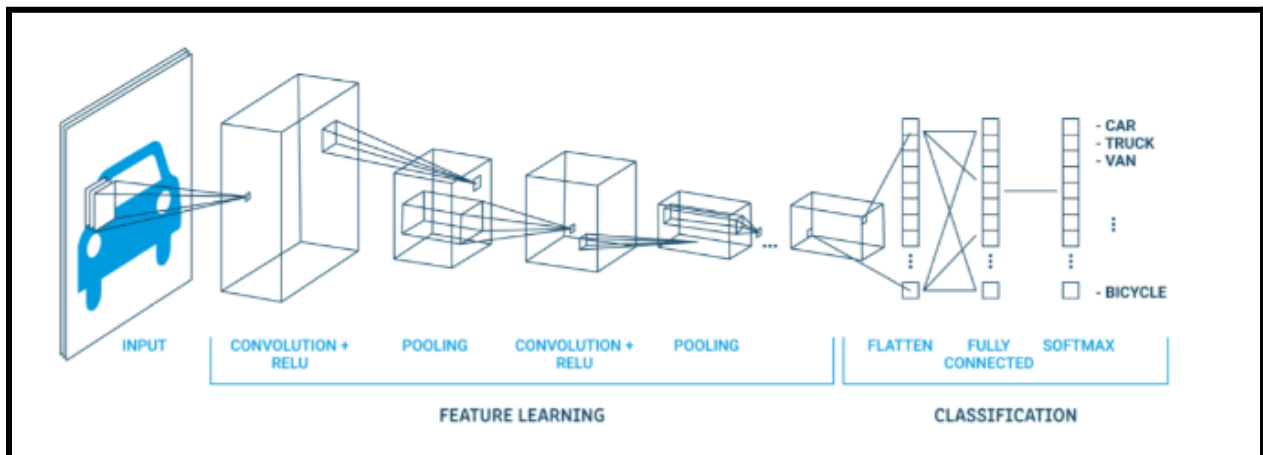 - CAR
- TRUCK
- VAN
- BICYCLE
INPUT
CONVOLUTION +
RELU
POOLING
CONVOLUTION +
RELU
POOLING
FLATTEN
FULLY
CONNECTED
SOFTMAX
FEATURE LEARNING
CLASSIFICATION